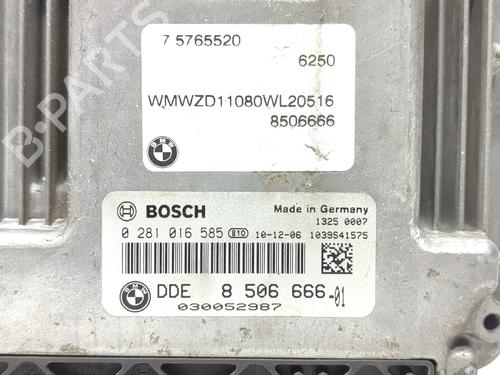 7 5765520
6250
WMWZD11080WL20516
8506666
BOSCH
Made in Germany
1325 0007
0 281 016 585 810 10-12-06 1039S41575
DDE 8 506 666-01
030052987
B-PARTS